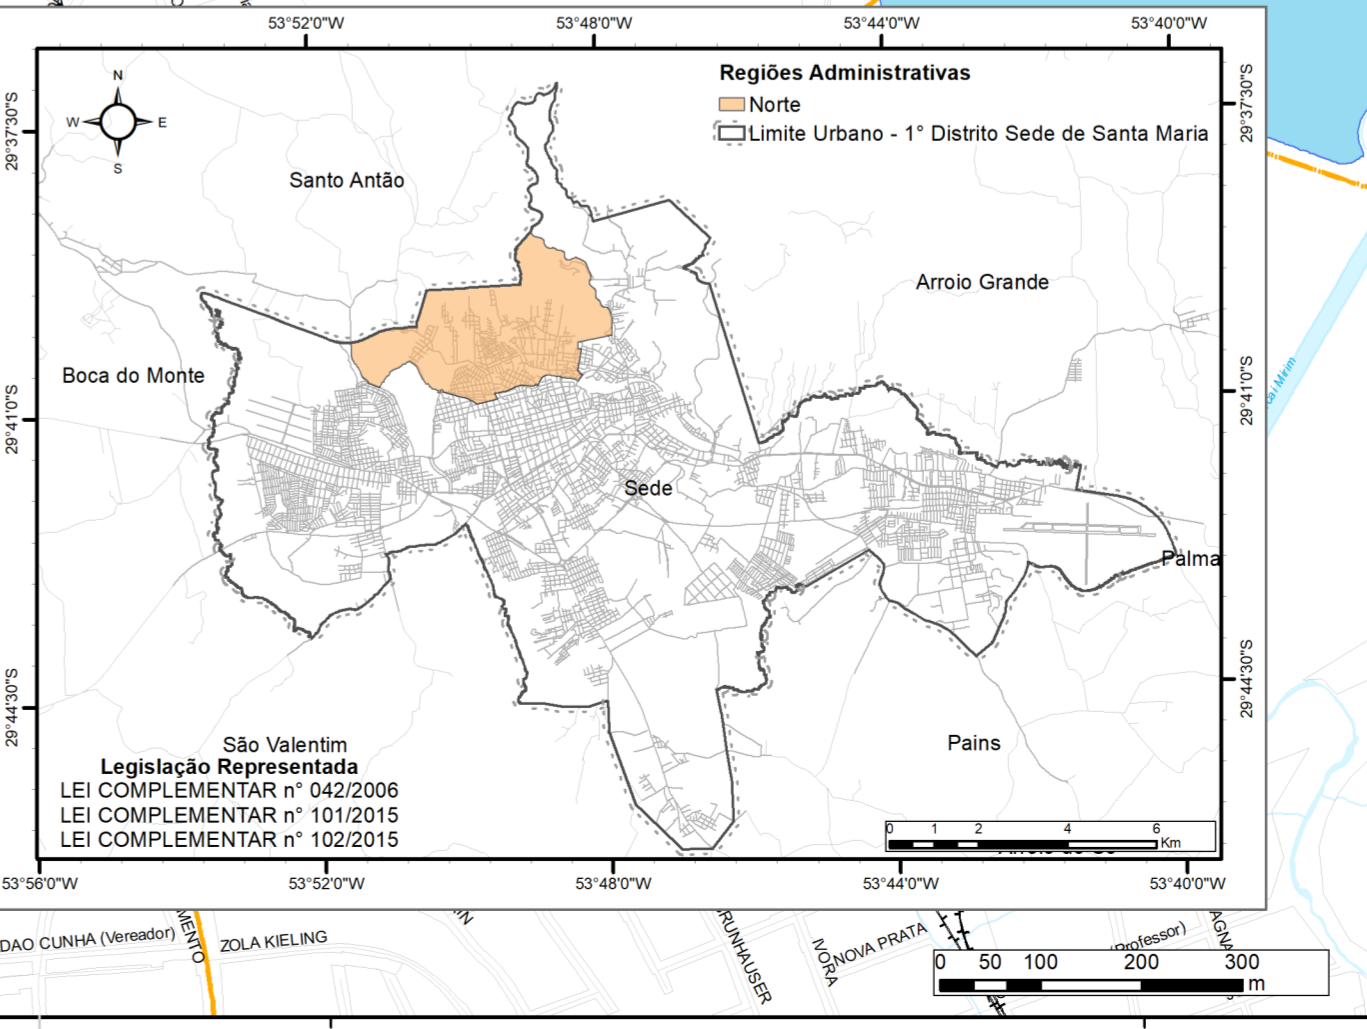 53°52'0"W
53°48'0"W
53°44'0"W
53°40'0"W
Regiões Administrativas
Norte
Limite Urbano - 1° Distrito Sede de Santa Maria
N
W
E
S
29°37'30"S
29°37'30"S
Santo Antão
Arroio Grande
Boca do Monte
29°41'0"S
29°41'0"S
Mirim
Sede
Palma
29°44'30"S
29°44'30"S
São Valentim
Pains
Legislação Representada
LEI COMPLEMENTAR n° 042/2006
LEI COMPLEMENTAR n° 101/2015
LEI COMPLEMENTAR n° 102/2015
0 1 2 4 6
Km
53°56'0"W
53°52'0"W
53°48'0"W
53°44'0"W
53°40'0"W
DAO CUNHA (Vereador)
MENTO
ZOLA KIELING
RUNHAUSER
IVORA
NOVA PRATA
(Professor)
AGNA
0 50 100 200 300
m